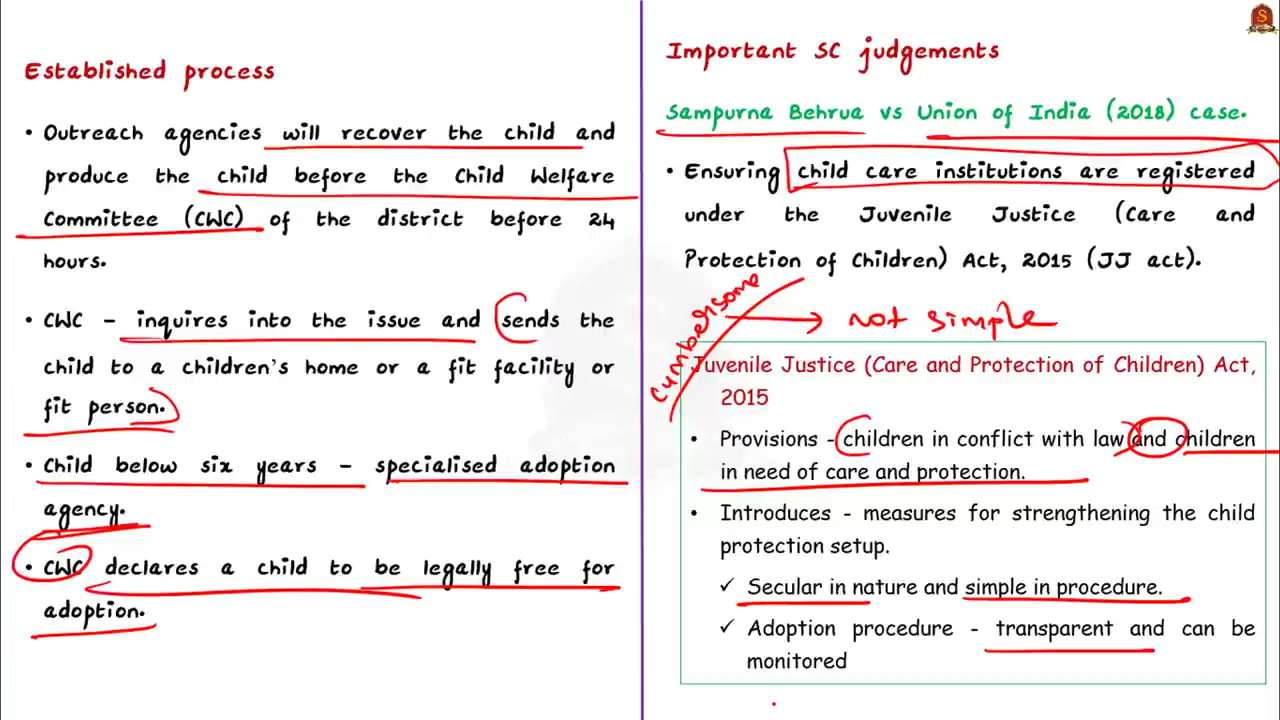 Established process
• Outreach agencies will recover the child and
produce the child before the Child Welfare
Committee (CWC) of the district before 24
hours.
• CWC – inquires into the issue and sends the
child to a children's home or a fit facility or
fit person.
• Child below six years – specialised adoption
agency.
• CWC declares a child to be legally free for
adoption.
Important SC judgements
Sampurna Behrua vs Union of India (2018) case.
• Ensuring child care institutions are registered
under the Juvenile Justice (Care and
Protection of Children) Act, 2015 (JJ act).
cumbersome
not simple
Juvenile Justice (Care and Protection of Children) Act,
2015
• Provisions - children in conflict with law and children
in need of care and protection.
• Introduces - measures for strengthening the child
protection setup.
✓ Secular in nature and simple in procedure.
✓ Adoption procedure - transparent and can be
monitored